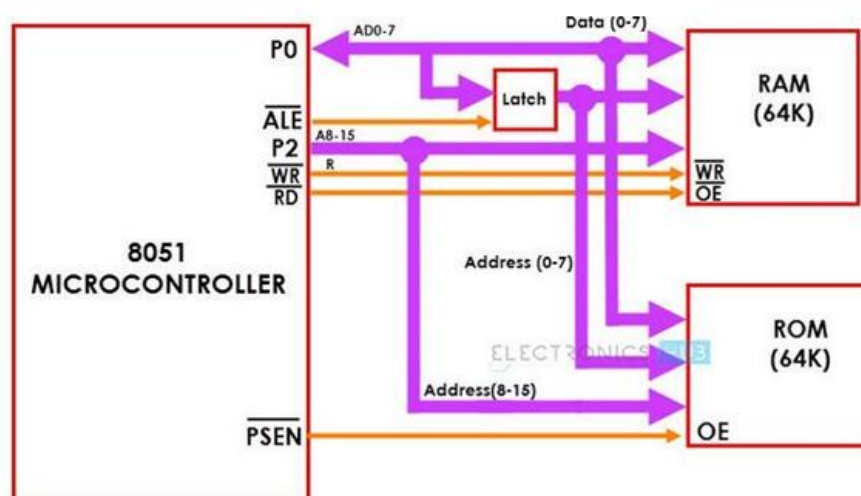 AD0-7
Data (0-7)
P0
Latch
RAM
(64K)
ALE
A8-15
P2
WR
R
RD
WR
OE
8051
MICROCONTROLLER
Address (0-7)
ROM
(64K)
ELECTRONICS
Address(8-15)
PSEN
OE